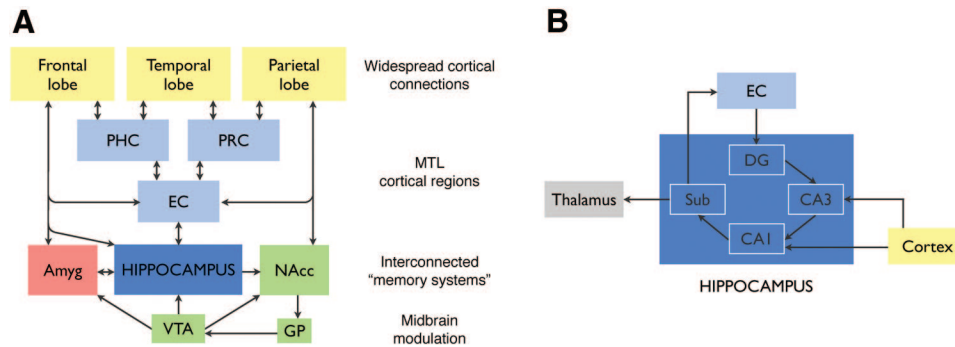 A
Frontal
lobe
Temporal
lobe
Parietal
lobe
Widespread cortical
connections
PHC
PRC
MTL
cortical regions
EC
Amyg
HIPPOCAMPUS
NAcc
Interconnected
“memory systems”
VTA
GP
Midbrain
modulation
B
EC
DG
Thalamus
Sub
CA3
CA1
Cortex
HIPPOCAMPUS